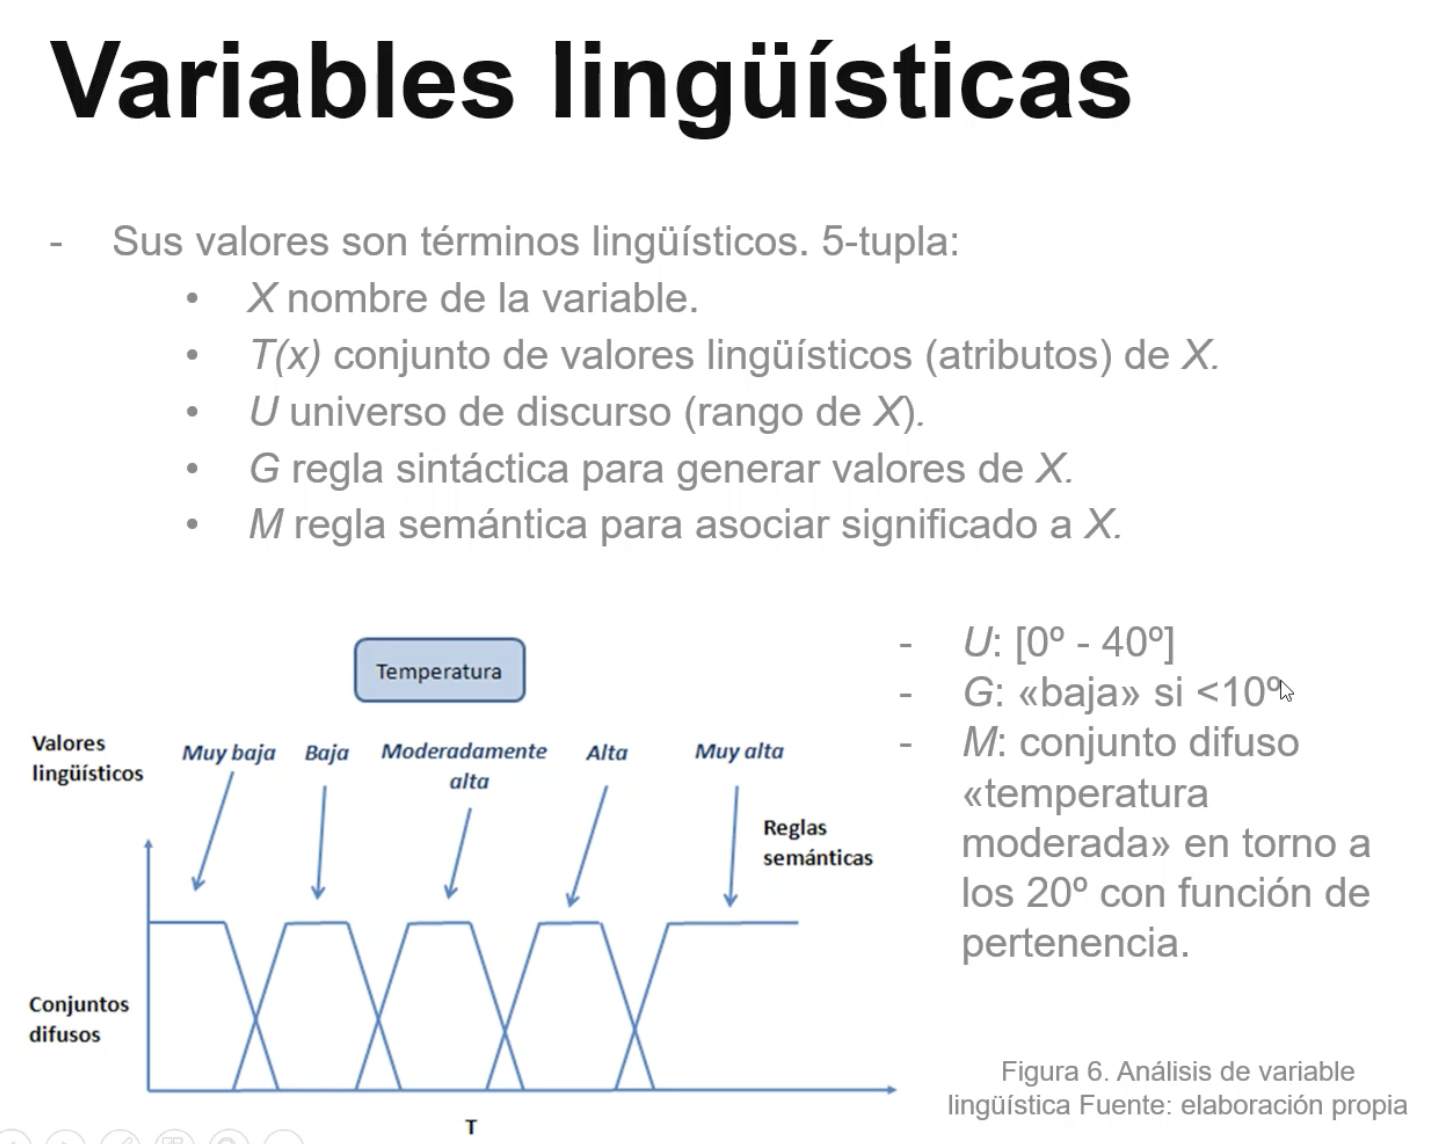 Variables lingüísticas
- Sus valores son términos lingüísticos. 5-tupla:
• X nombre de la variable.
• T(x) conjunto de valores lingüísticos (atributos) de X.
• U universo de discurso (rango de X).
• G regla sintáctica para generar valores de X.
• M regla semántica para asociar significado a X.
Temperatura
Valores
lingüísticos
Muy baja
Baja
Moderadamente
alta
Alta
Muy alta
Reglas
semánticas
Conjuntos
difusos
T
- U: [0º - 40º]
- G: «baja» si <10º
- M: conjunto difuso
«temperatura
moderada» en torno a
los 20º con función de
pertenencia.
Figura 6. Análisis de variable
lingüística Fuente: elaboración propia